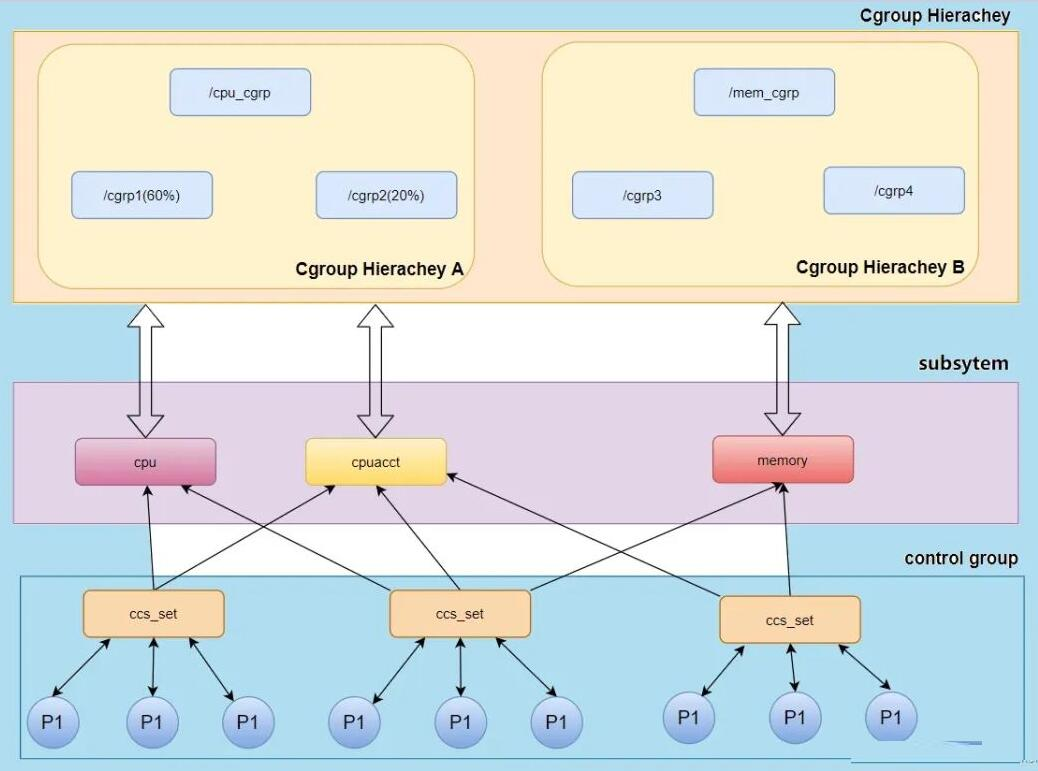 Cgroup Hierachey
/cpu_cgrp
/mem_cgrp
/cgrp1(60%)
/cgrp2(20%)
/cgrp3
/cgrp4
Cgroup Hierachey A
Cgroup Hierachey B
subsytem
cpu
cpuacct
memory
control group
ccs_set
ccs_set
ccs_set
P1
P1
P1
P1
P1
P1
P1
P1
P1